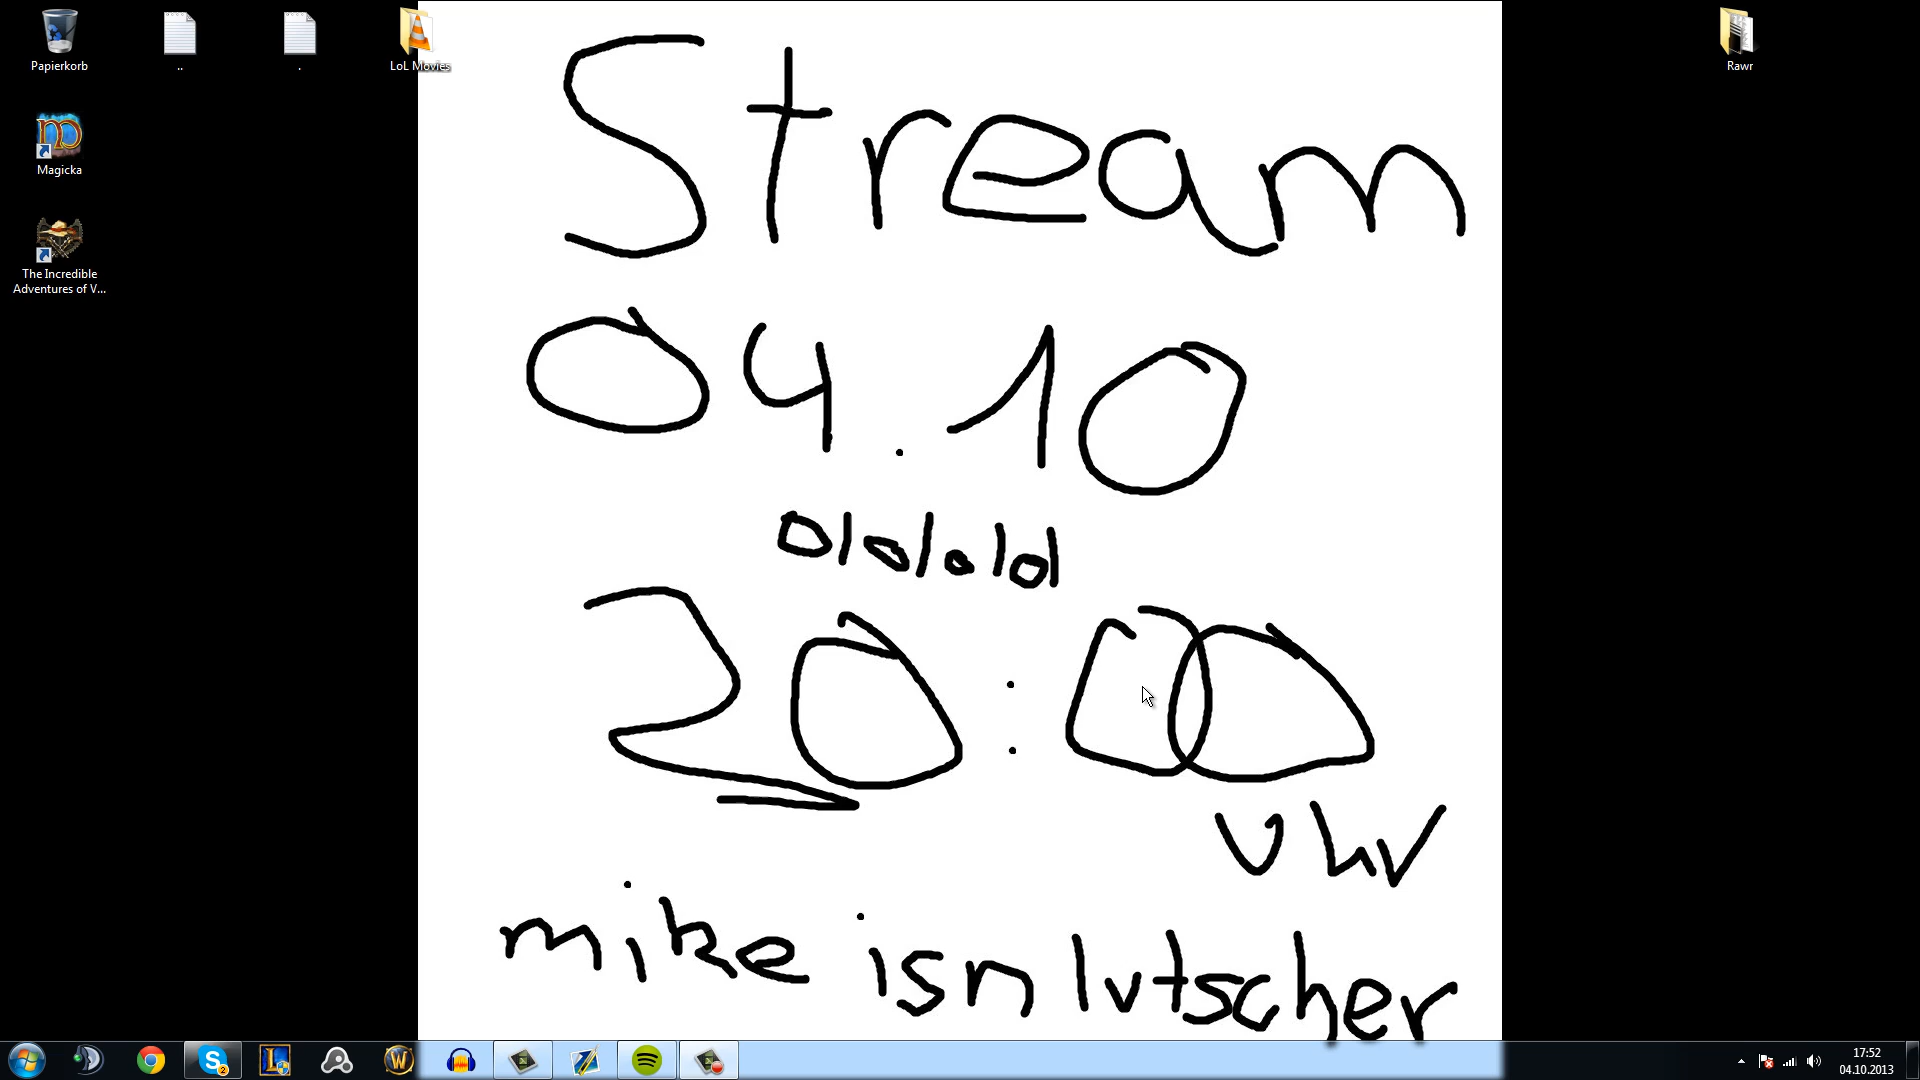 Papierkorb
..
.
LoL Movies
Rawr
Magicka
The Incredible
Adventures of V...
Stream
04.10
olololol
20:00
Uhr
mike isn lutscher
17:52
04.10.2013